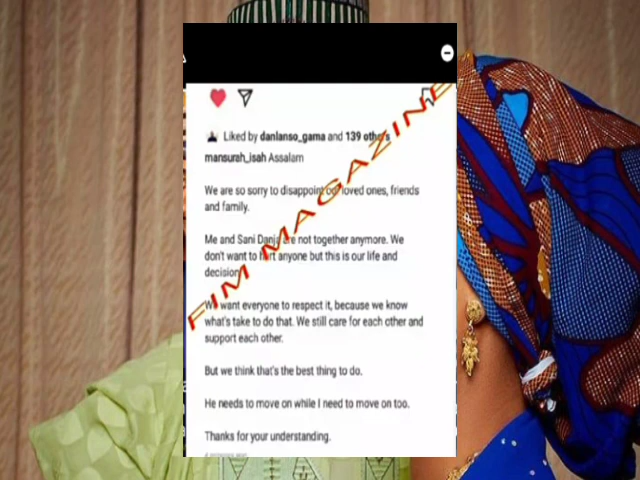 Liked by danlanso_gama and 139 others
mansurah_isah Assalam
We are so sorry to disappoint our loved ones, friends
and family.
Me and Sani Danja are not together anymore. We
don't want to hurt anyone but this is our life and
decision
We want everyone to respect it, because we know
what's take to do that. We still care for each other and
support each other.
But we think that's the best thing to do.
He needs to move on while I need to move on too.
Thanks for your understanding.
FIM MAGAZINE